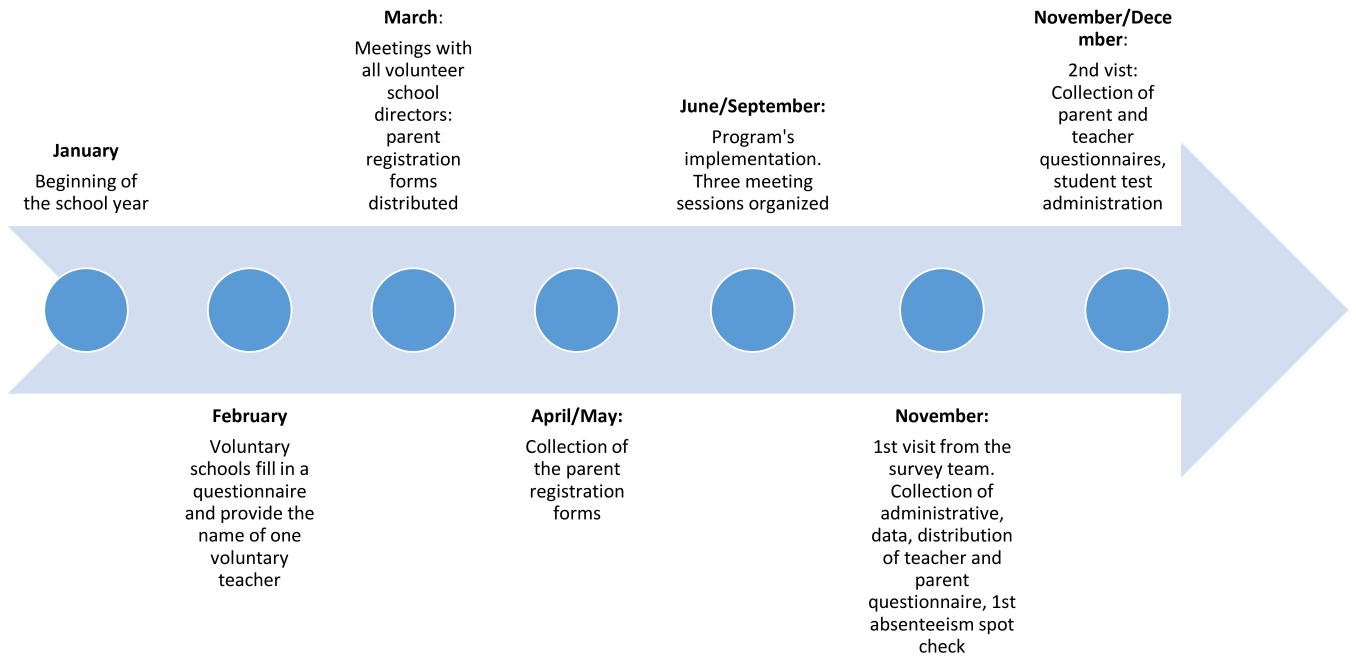 January
Beginning of
the school year
February
Voluntary
schools fill in a
questionnaire
and provide the
name of one
voluntary
teacher
March:
Meetings with
all volunteer
school
directors:
parent
registration
forms
distributed
April/May:
Collection of
the parent
registration
forms
June/September:
Program's
implementation.
Three meeting
sessions organized
November:
1st visit from the
survey team.
Collection of
administrative,
data, distribution
of teacher and
parent
questionnaire, 1st
absenteeism spot
check
November/Dece
mber:
2nd vist:
Collection of
parent and
teacher
questionnaires,
student test
administration